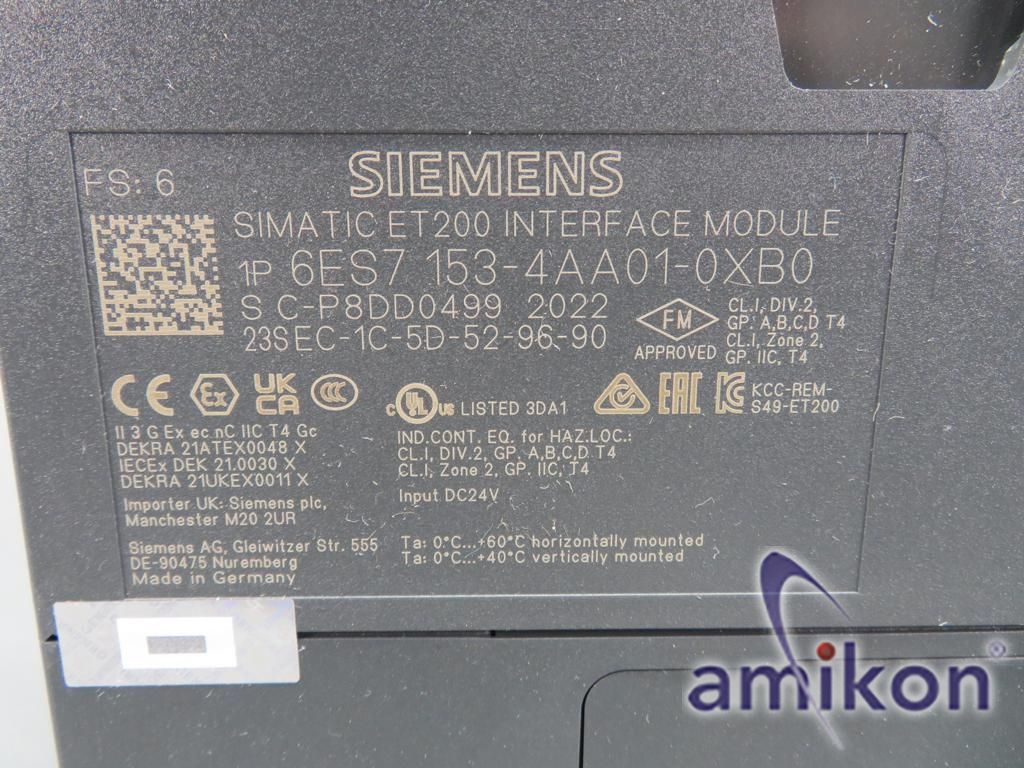 FS: 6
SIEMENS
SIMATIC ET200 INTERFACE MODULE
1P 6ES7 153-4AA01-0XB0
S C-P8DD0499 2022
23SEC-1C-5D-52-96-90
FM
APPROVED
CL.I, DIV.2,
GP. A,B,C,D T4
CL.I, Zone 2,
GP. IIC, T4
CE Ex UK CA CCC
c UL us LISTED 3DA1
EAC
KCC-REM-
S49-ET200
II 3 G Ex ec nC IIC T4 Gc
DEKRA 21ATEX0048 X
IECEx DEK 21.0030 X
DEKRA 21UKEX0011 X
Importer UK: Siemens plc,
Manchester M20 2UR
Siemens AG, Gleiwitzer Str. 555
DE-90475 Nuremberg
Made in Germany
IND.CONT. EQ. for HAZ.LOC.:
CL.I, DIV.2, GP. A,B,C,D T4
CL.I, Zone 2, GP. IIC, T4
Input DC24V
Ta: 0°C...+60°C horizontally mounted
Ta: 0°C...+40°C vertically mounted
amikon®